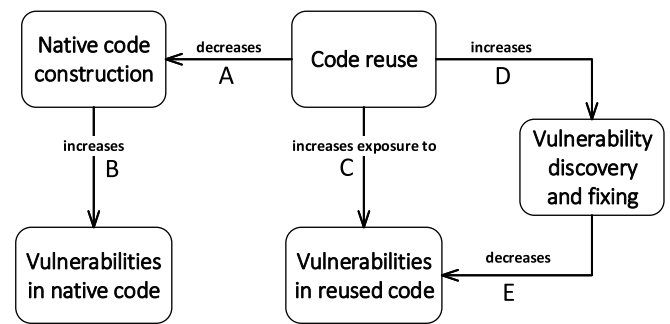 Native code
construction
decreases
A
Code reuse
increases
D
increases
B
increases exposure to
C
Vulnerability
discovery
and fixing
Vulnerabilities
in native code
Vulnerabilities
in reused code
decreases
E